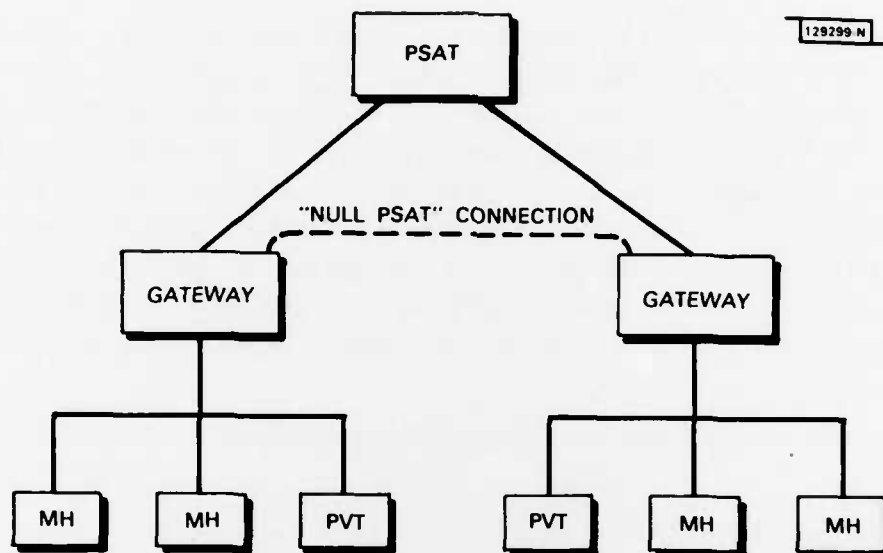 129299-N
PSAT
"NULL PSAT" CONNECTION
GATEWAY GATEWAY
MH MH PVT PVT MH MH